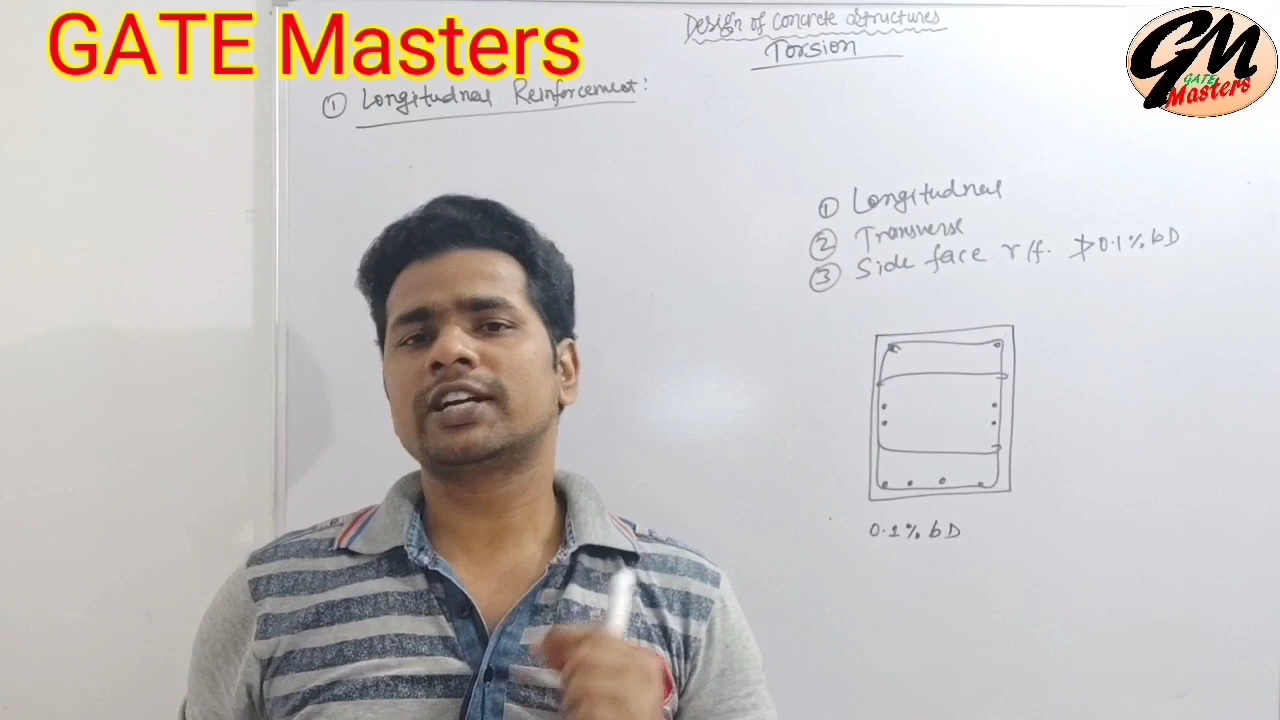 GATE Masters
Design of Concrete Structures
Torsion
GM
GATE
Masters
① Longitudnal Reinforcement:
① Longitudnal
② Transverse
③ Side face r/f. ≯0.1% bD
0.1% bD